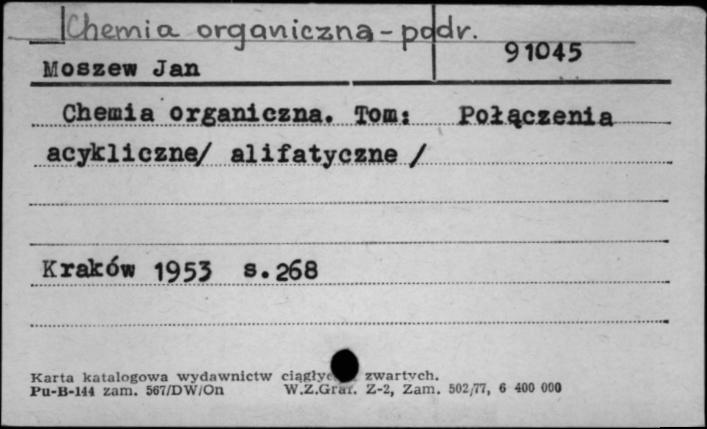 Chemia organiczna - podr.
91045
Moszew Jan
Chemia organiczna. Tom: Połączenia
acykliczne/ alifatyczne /
Kraków 1953 s.268
Karta katalogowa wydawnictw zwartych.
Pu-B-144 zam. 567/DW/On W.Z.Graf. Z-2, Zam. 502/77, 6 400 000